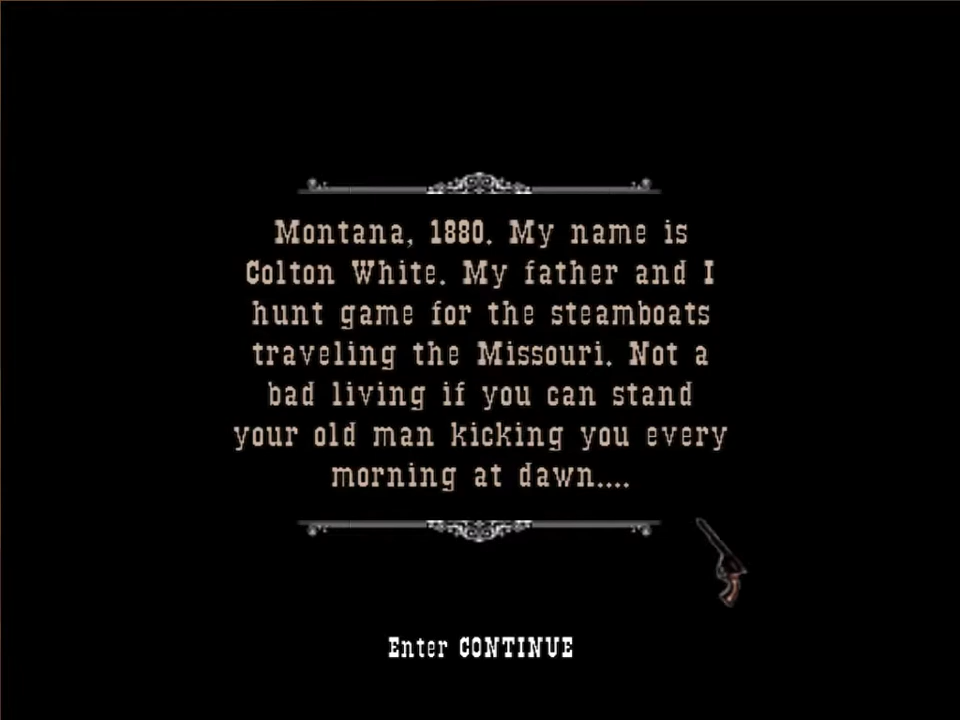 Montana, 1880. My name is
Colton White. My father and I
hunt game for the steamboats
traveling the Missouri. Not a
bad living if you can stand
your old man kicking you every
morning at dawn....
Enter CONTINUE